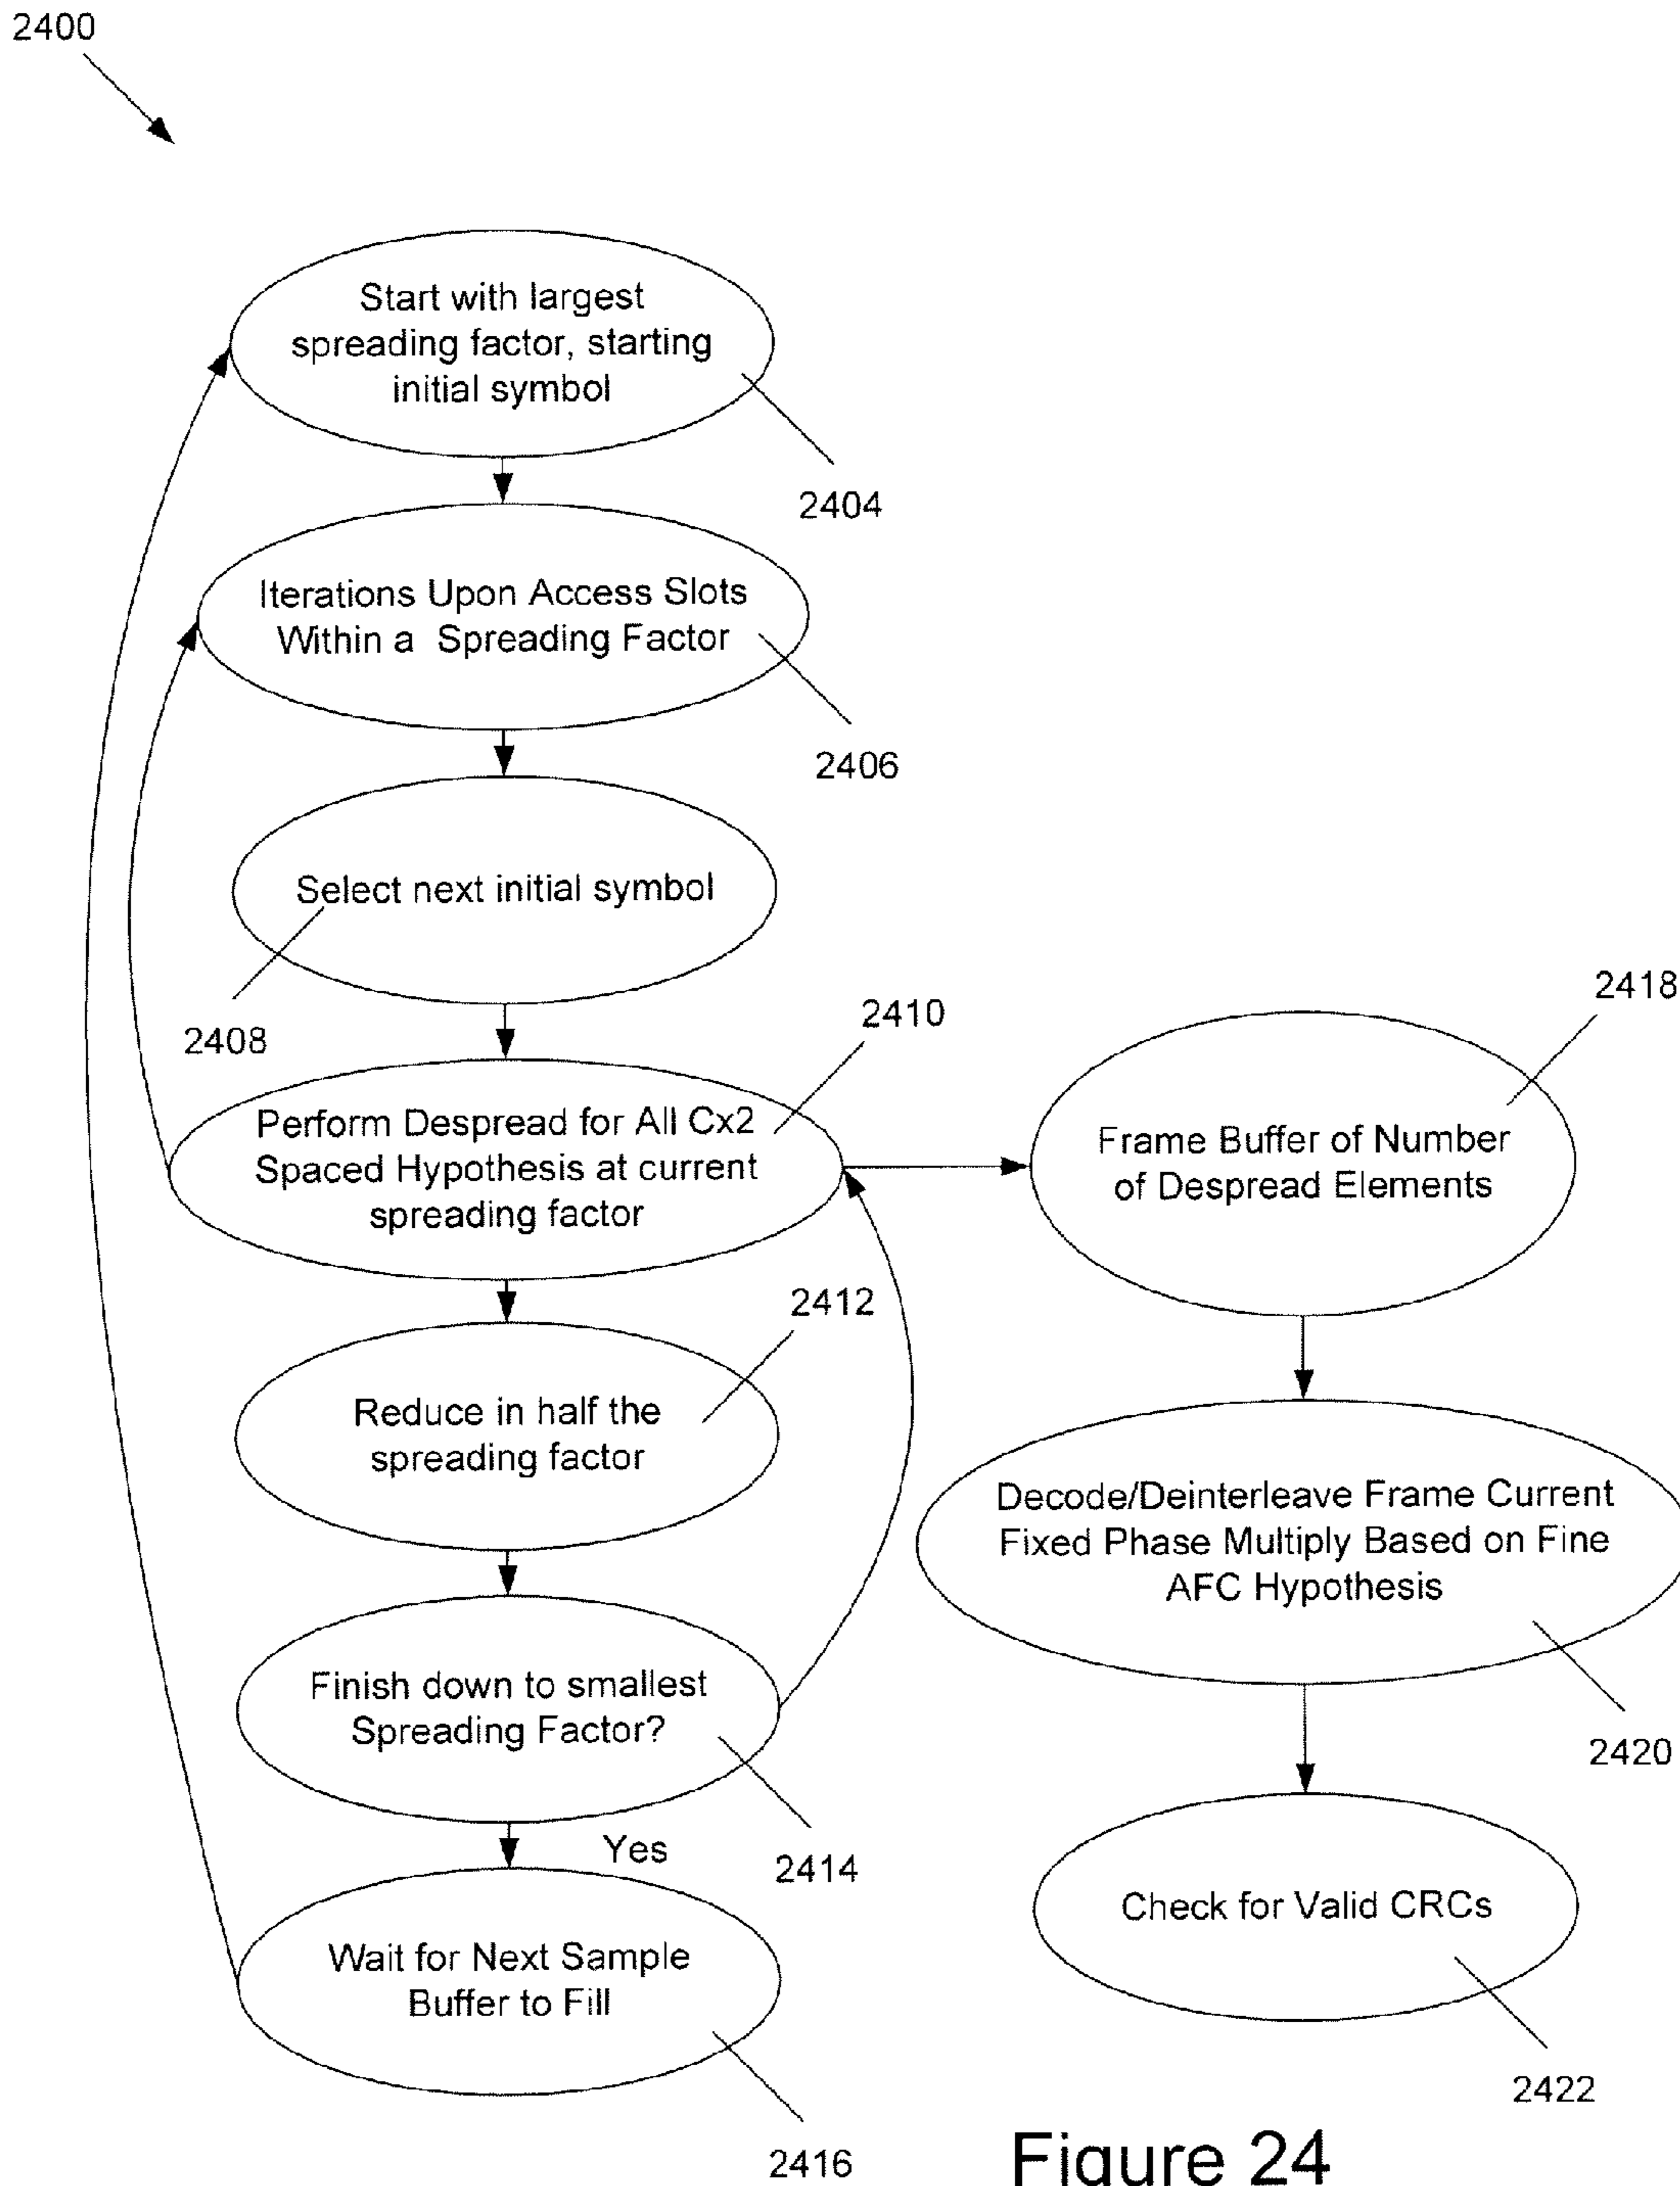 2400
Start with largest
spreading factor, starting
initial symbol
2404
Iterations Upon Access Slots
Within a Spreading Factor
2406
Select next initial symbol
2408
2410
Perform Despread for All Cx2
Spaced Hypothesis at current
spreading factor
2418
Frame Buffer of Number
of Despread Elements
2412
Reduce in half the
spreading factor
Decode/Deinterleave Frame Current
Fixed Phase Multiply Based on Fine
AFC Hypothesis
2420
Finish down to smallest
Spreading Factor?
2414
Yes
Wait for Next Sample
Buffer to Fill
2416
Check for Valid CRCs
2422
Figure 24